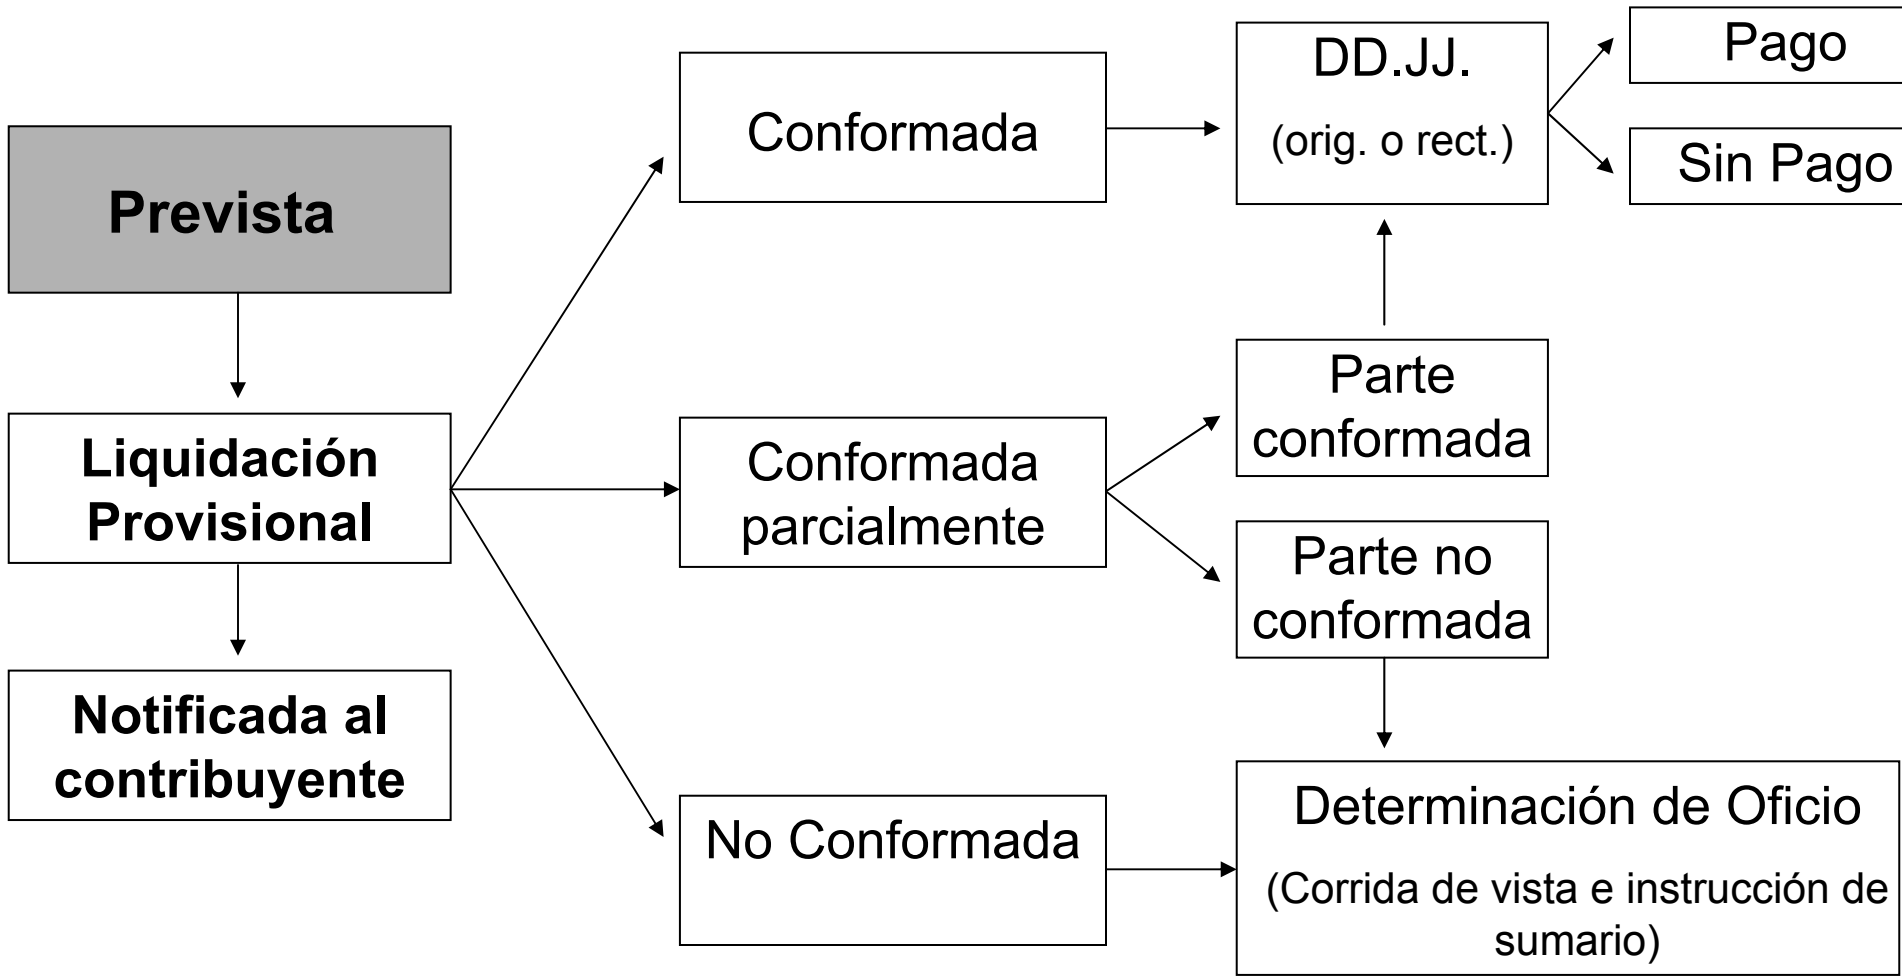 Prevista
Liquidación
Provisional
Notificada al
contribuyente
Conformada
Conformada
parcialmente
No Conformada
DD.JJ.
(orig. o rect.)
Parte
conformada
Parte no
conformada
Determinación de Oficio
(Corrida de vista e instrucción de
sumario)
Pago
Sin Pago